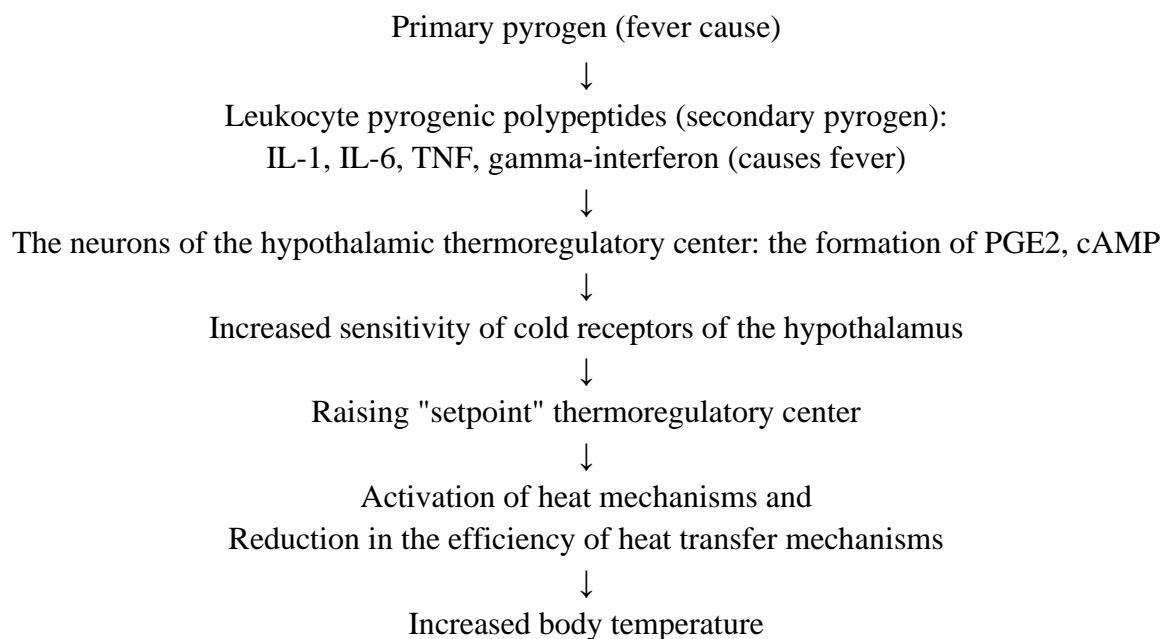 Primary pyrogen (fever cause)
↓
Leukocyte pyrogenic polypeptides (secondary pyrogen):
IL-1, IL-6, TNF, gamma-interferon (causes fever)
↓
The neurons of the hypothalamic thermoregulatory center: the formation of PGE2, cAMP
↓
Increased sensitivity of cold receptors of the hypothalamus
↓
Raising "setpoint" thermoregulatory center
↓
Activation of heat mechanisms and
Reduction in the efficiency of heat transfer mechanisms
↓
Increased body temperature